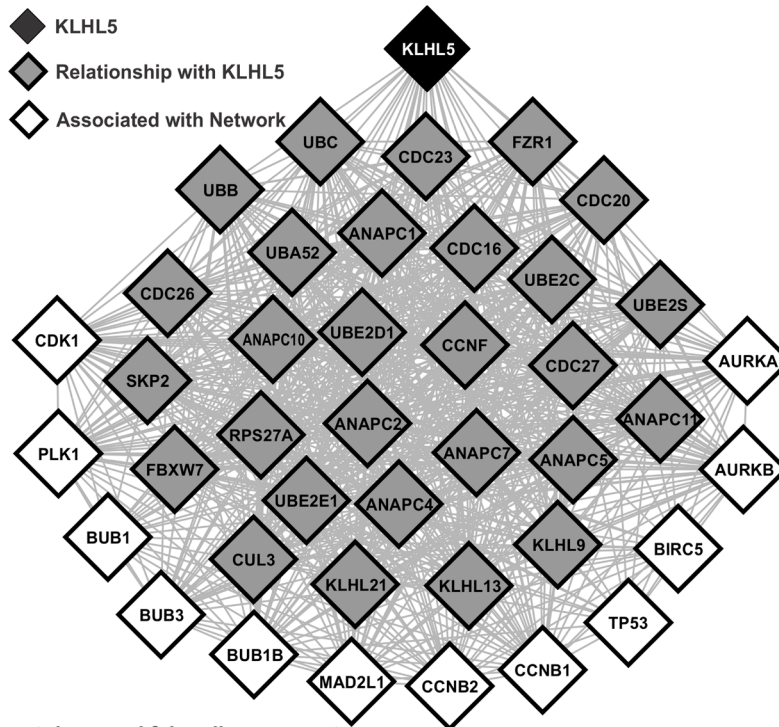 KLHL5
Relationship with KLHL5
Associated with Network
KLHL5
UBC
CDC23
FZR1
UBB
CDC20
UBA52
ANAPC1
CDC16
UBE2C
CDC26
UBE2S
CDK1
ANAPC10
UBE2D1
CCNF
CDC27
AURKA
SKP2
ANAPC11
RPS27A
ANAPC2
PLK1
FBXW7
ANAPC7
ANAPC5
AURKB
UBE2E1
ANAPC4
BUB1
CUL3
KLHL9
BIRC5
KLHL21
KLHL13
BUB3
TP53
BUB1B
MAD2L1
CCNB2
CCNB1